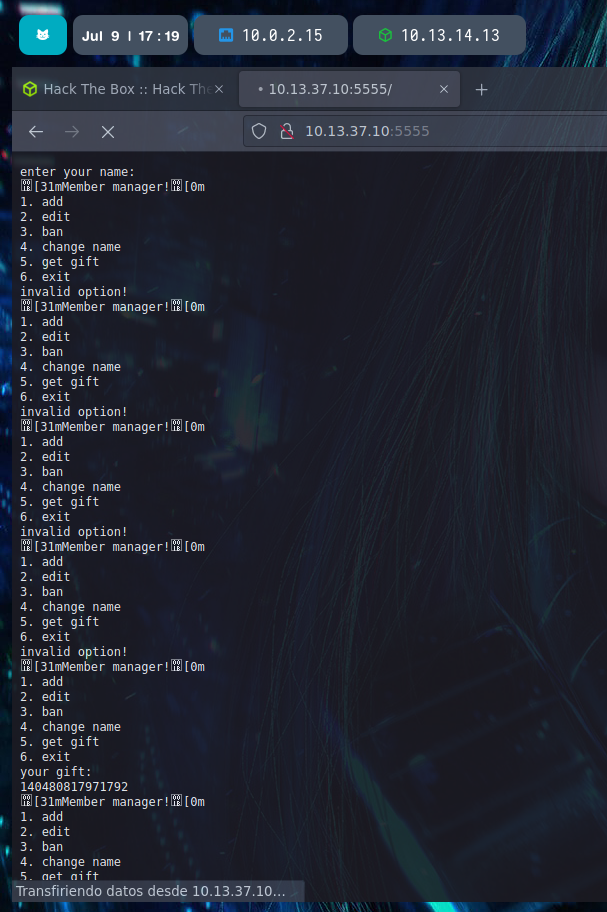 Jul 9 | 17:19 10.0.2.15 10.13.14.13
Hack The Box :: Hack The 10.13.37.10:5555/
10.13.37.10:5555
enter your name:
[31mMember manager![0m
1. add
2. edit
3. ban
4. change name
5. get gift
6. exit
invalid option!
[31mMember manager![0m
1. add
2. edit
3. ban
4. change name
5. get gift
6. exit
invalid option!
[31mMember manager![0m
1. add
2. edit
3. ban
4. change name
5. get gift
6. exit
invalid option!
[31mMember manager![0m
1. add
2. edit
3. ban
4. change name
5. get gift
6. exit
invalid option!
[31mMember manager![0m
1. add
2. edit
3. ban
4. change name
5. get gift
6. exit
your gift:
140480817971792
[31mMember manager![0m
1. add
2. edit
3. ban
4. change name
5. get gift
Transfiriendo datos desde 10.13.37.10...